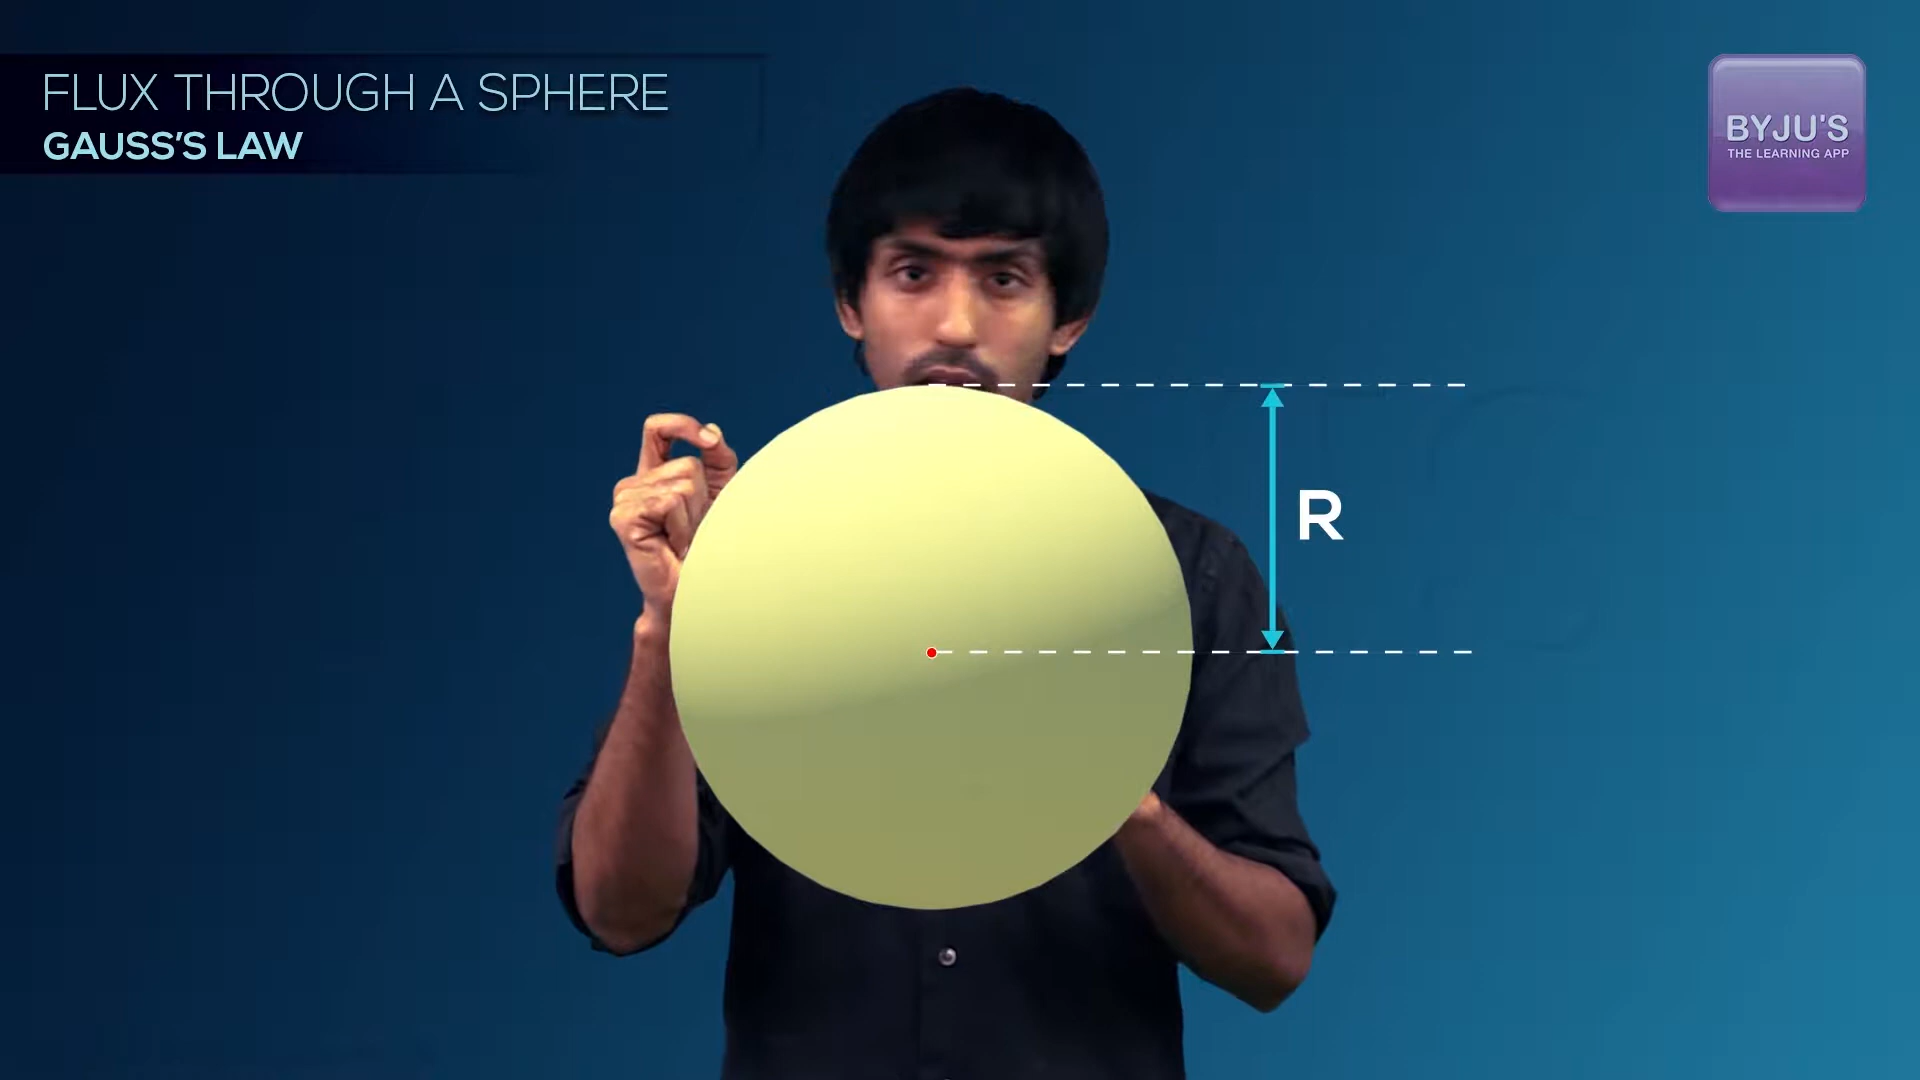 FLUX THROUGH A SPHERE
GAUSS'S LAW
BYJU'S
THE LEARNING APP
R